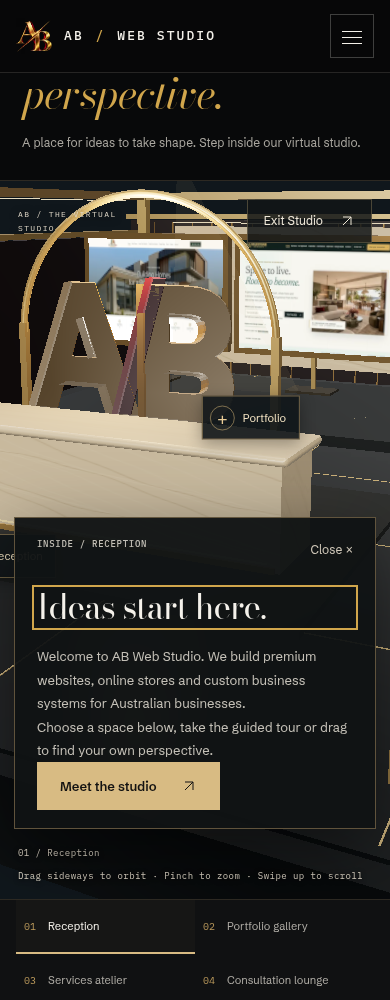 AB / WEB STUDIO
perspective.
A place for ideas to take shape. Step inside our virtual studio.
AB / THE VIRTUAL
STUDIO
Exit Studio
AB
+ Portfolio
INSIDE / RECEPTION
Close ×
Ideas start here.
Welcome to AB Web Studio. We build premium
websites, online stores and custom business
systems for Australian businesses.
Choose a space below, take the guided tour or drag
to find your own perspective.
Meet the studio
01 / Reception
Drag sideways to orbit · Pinch to zoom · Swipe up to scroll
01 Reception
02 Portfolio gallery
03 Services atelier
04 Consultation lounge